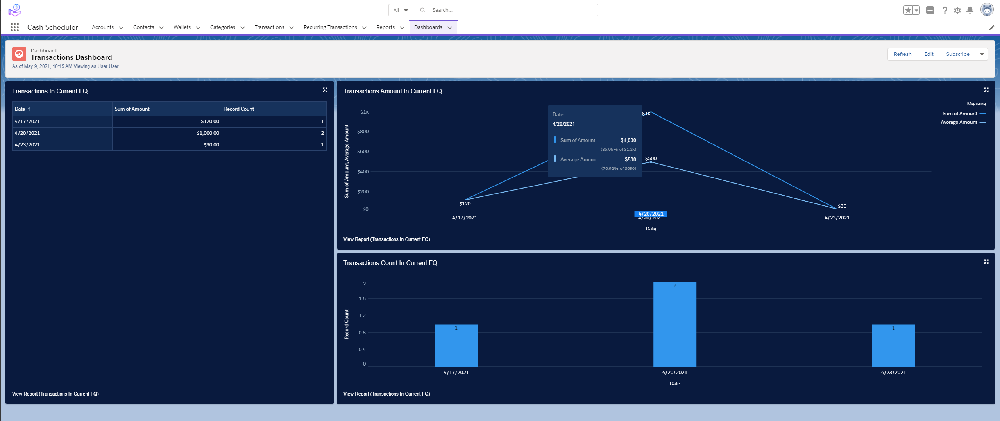 All
Search...
Cash Scheduler
Accounts
Contacts
Wallets
Categories
Transactions
Recurring Transactions
Reports
Dashboards
Dashboard
Transactions Dashboard
As of May 9, 2021, 10:15 AM·Viewing as User User
Refresh
Edit
Subscribe
Transactions In Current FQ
Date ↑ Sum of Amount Record Count
4/17/2021 $120.00 1
4/20/2021 $1,000.00 2
4/23/2021 $30.00 1
View Report (Transactions In Current FQ)
Transactions Amount In Current FQ
Measure
Sum of Amount
Average Amount
Sum of Amount, Average Amount
$1K
$800
$600
$400
$200
$0
Date
4/20/2021
Sum of Amount $1,000
(86.96% of $1.2K)
Average Amount $500
(76.92% of $650)
$1K
$500
$120
$30
4/20/2021
4/17/2021 4/20/2021 4/23/2021
Date
View Report (Transactions In Current FQ)
Transactions Count In Current FQ
Record Count
2
1.6
1.2
0.8
0.4
0
1
2
1
4/17/2021 4/20/2021 4/23/2021
Date
View Report (Transactions In Current FQ)